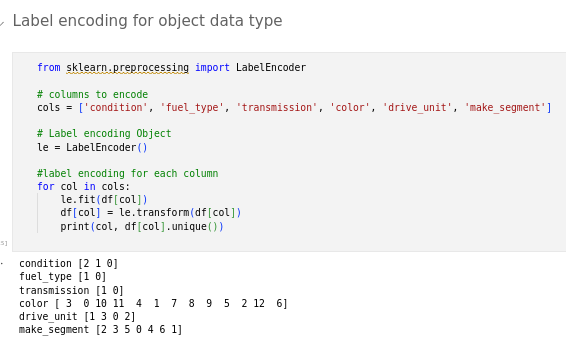 Label encoding for object data type
from sklearn.preprocessing import LabelEncoder
# columns to encode
cols = ['condition', 'fuel_type', 'transmission', 'color', 'drive_unit', 'make_segment']
# Label encoding Object
le = LabelEncoder()
#label encoding for each column
for col in cols:
    le.fit(df[col])
    df[col] = le.transform(df[col])
    print(col, df[col].unique())
condition [2 1 0]
fuel_type [1 0]
transmission [1 0]
color [ 3  0 10 11  4  1  7  8  9  5  2 12  6]
drive_unit [1 3 0 2]
make_segment [2 3 5 0 4 6 1]